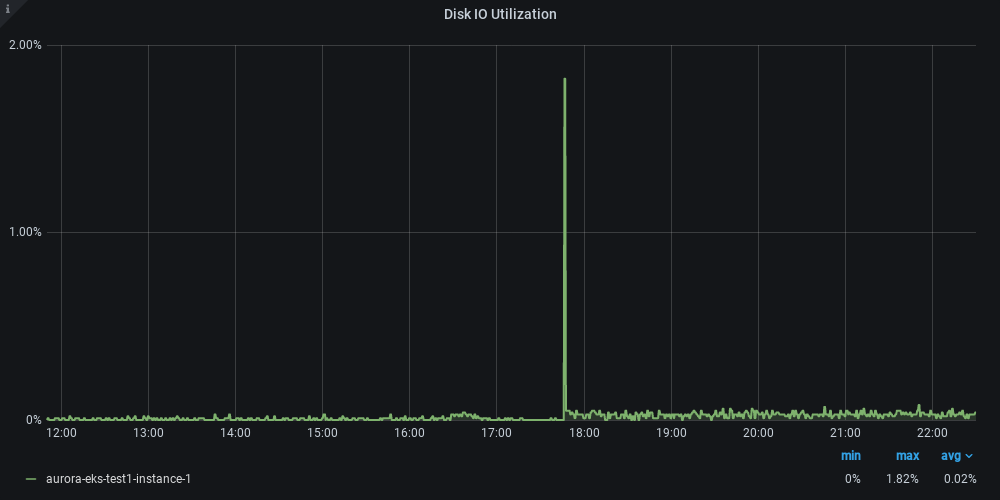 i
Disk IO Utilization
2.00%
1.00%
0%
12:00 13:00 14:00 15:00 16:00 17:00 18:00 19:00 20:00 21:00 22:00
min max avg
aurora-eks-test1-instance-1 0% 1.82% 0.02%